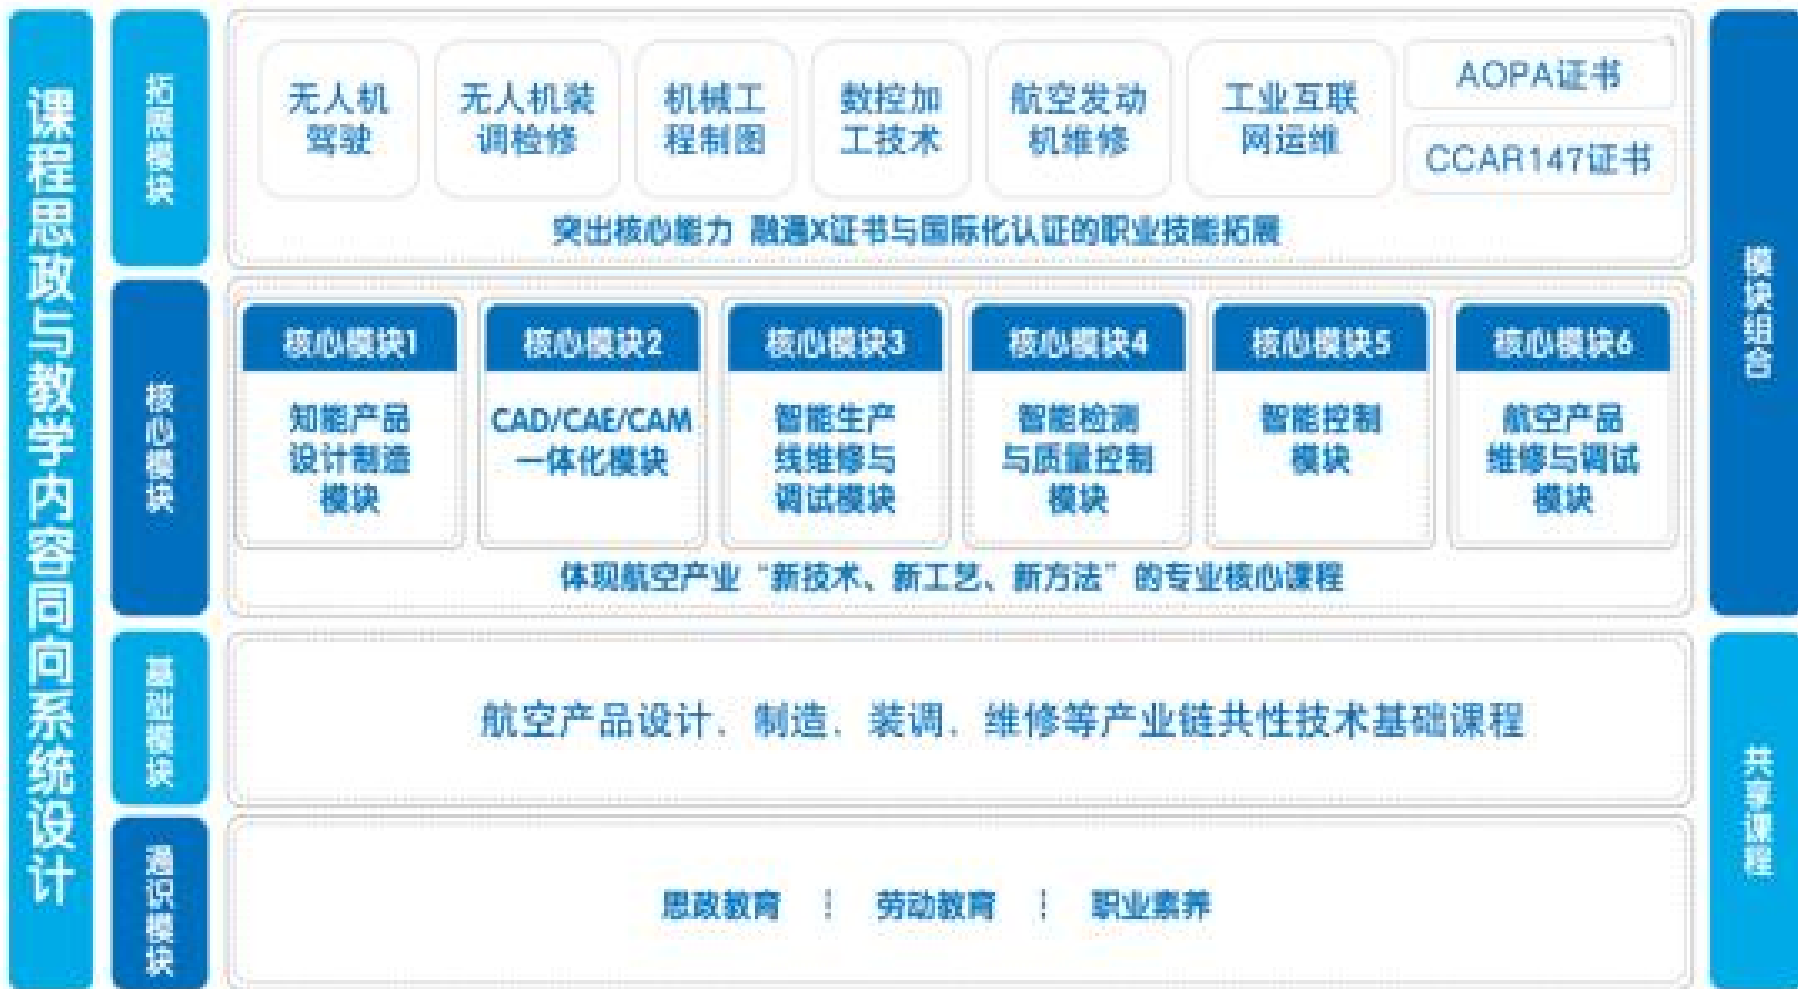 课程思政与教学内容同向系统设计
拓展模块
无人机
驾驶
无人机装
调检修
机械工
程制图
数控加
工技术
航空发动
机维修
工业互联
网运维
AOPA证书
CCAR147证书
突出核心能力 融通X证书与国际化认证的职业技能拓展
核心模块
核心模块1
知能产品
设计制造
模块
核心模块2
CAD/CAE/CAM
一体化模块
核心模块3
智能生产
线维修与
调试模块
核心模块4
智能检测
与质量控制
模块
核心模块5
智能控制
模块
核心模块6
航空产品
维修与调试
模块
体现航空产业“新技术、新工艺、新方法”的专业核心课程
模块组合
基础模块
航空产品设计、制造、装调、维修等产业链共性技术基础课程
通识模块
思政教育 ┆ 劳动教育 ┆ 职业素养
共享课程